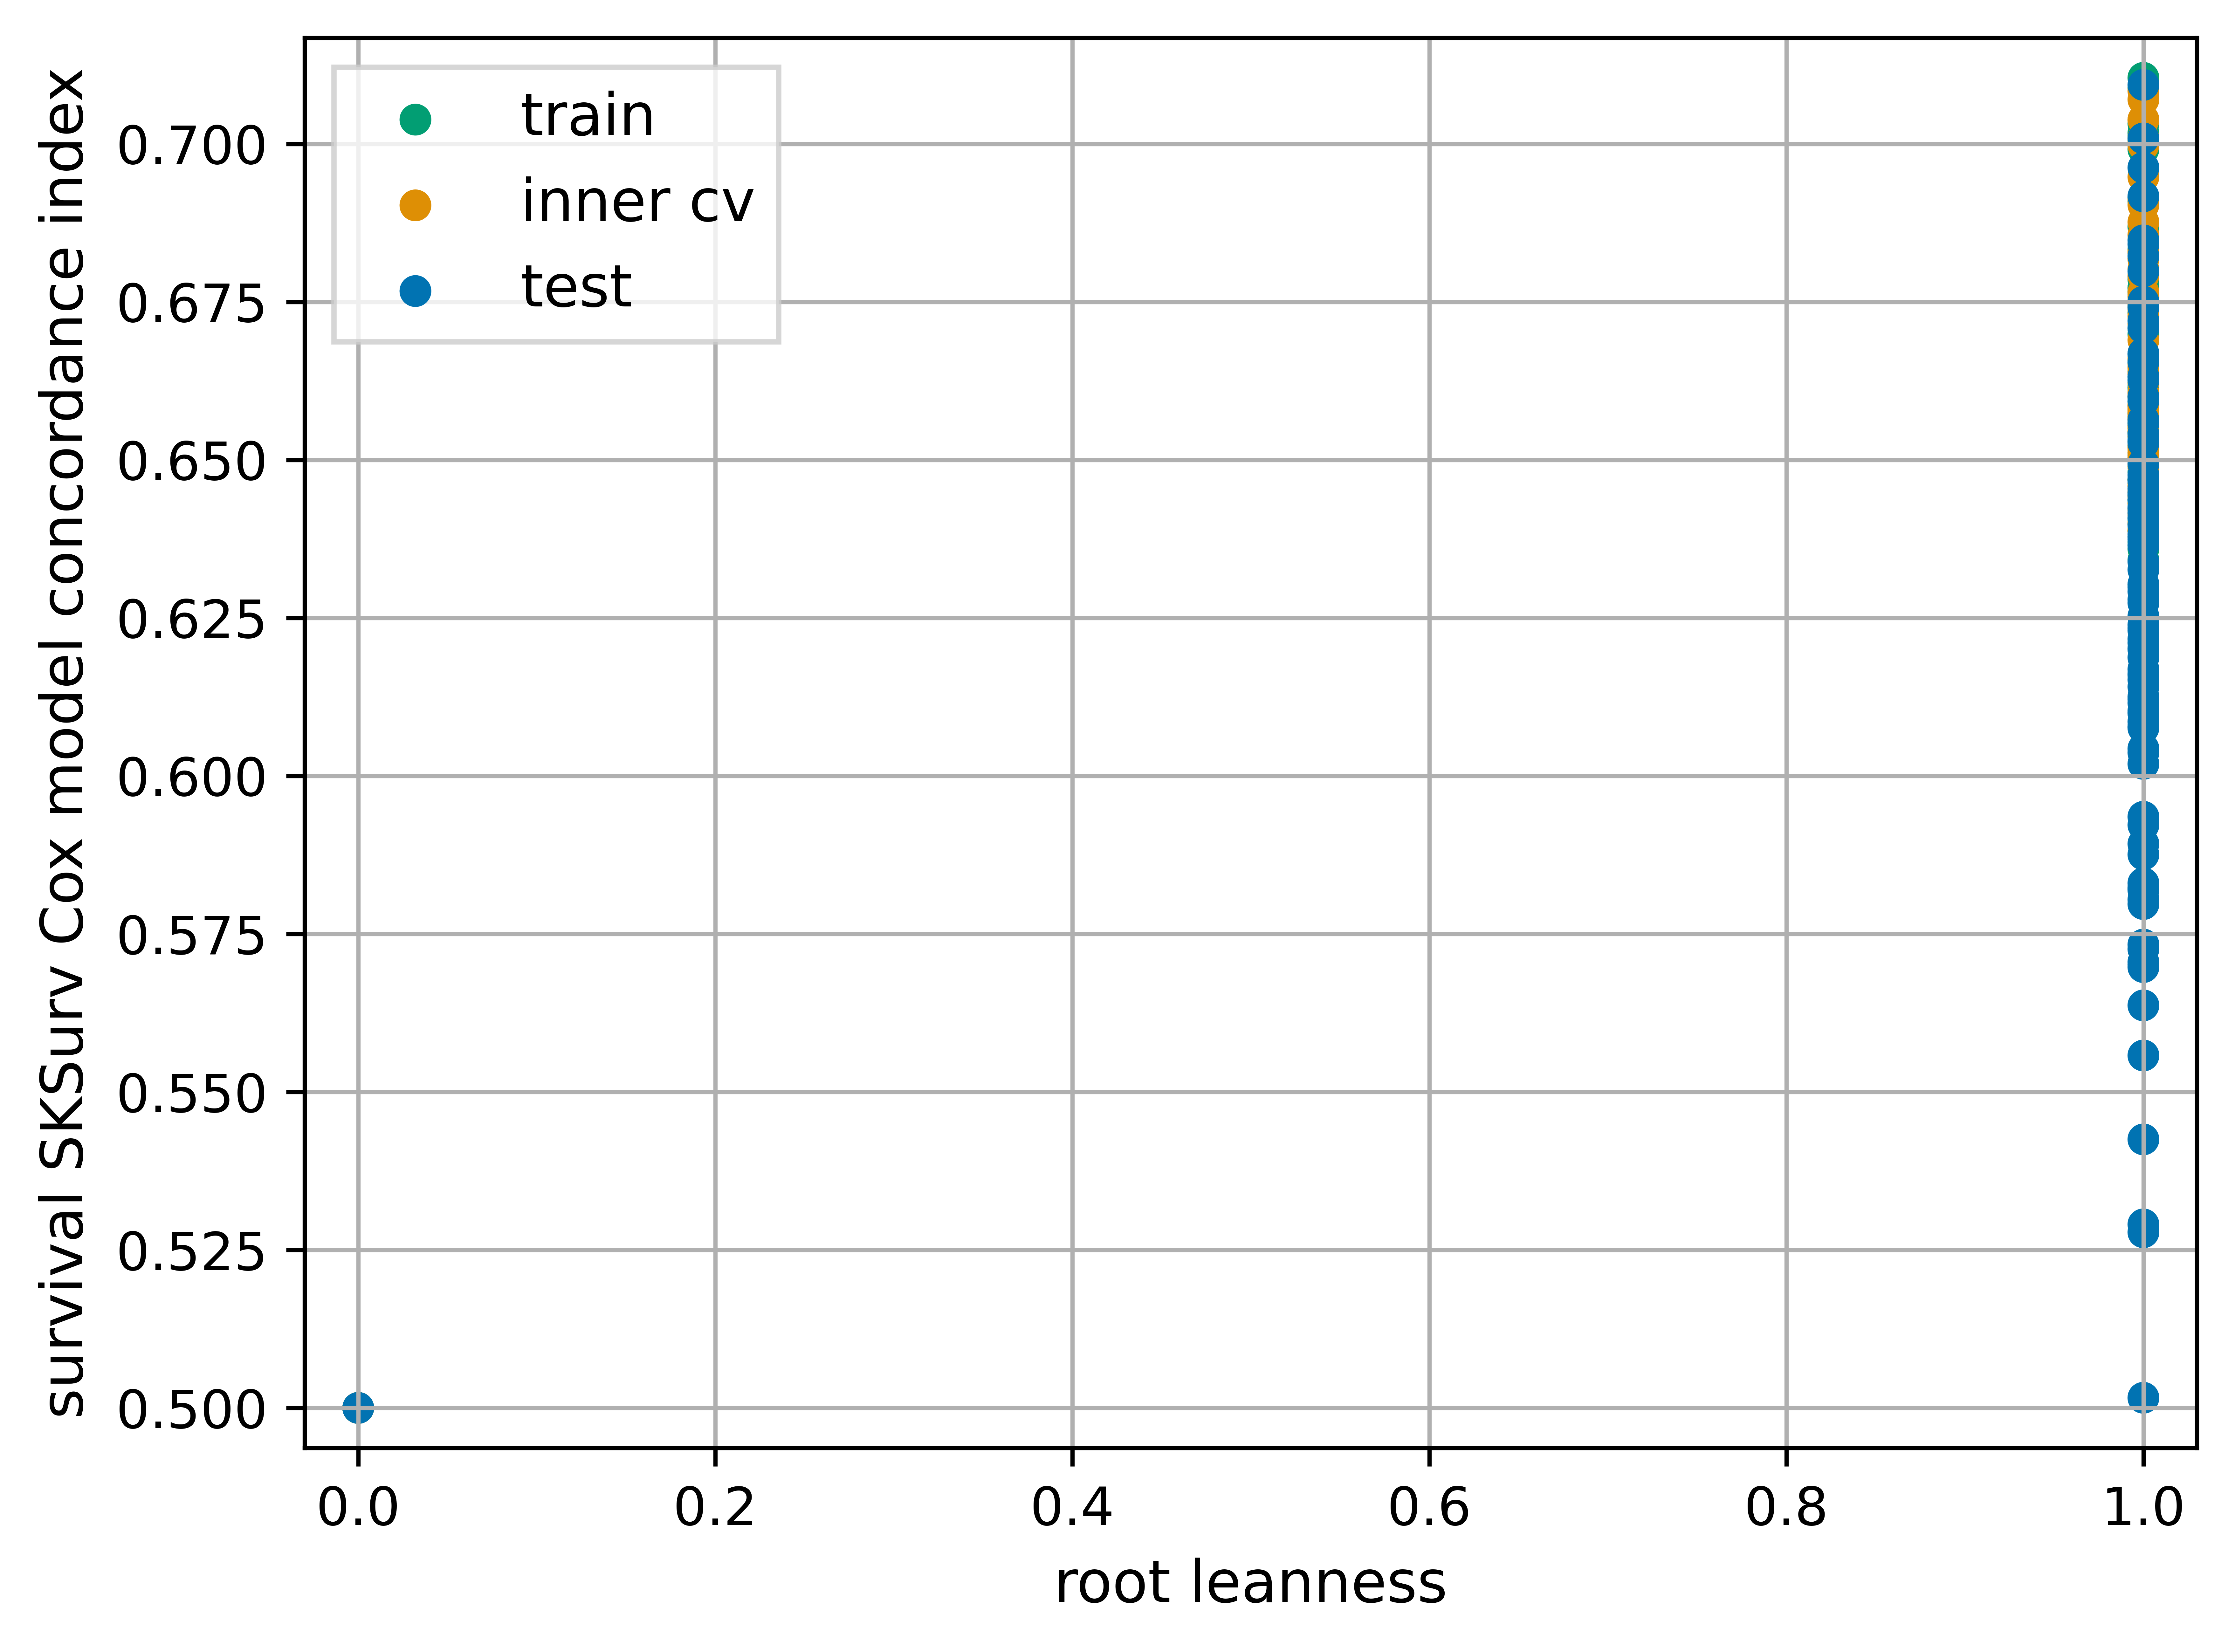 train
inner cv
test
survival SKSurv Cox model concordance index
0.700
0.675
0.650
0.625
0.600
0.575
0.550
0.525
0.500
0.0 0.2 0.4 0.6 0.8 1.0
root leanness